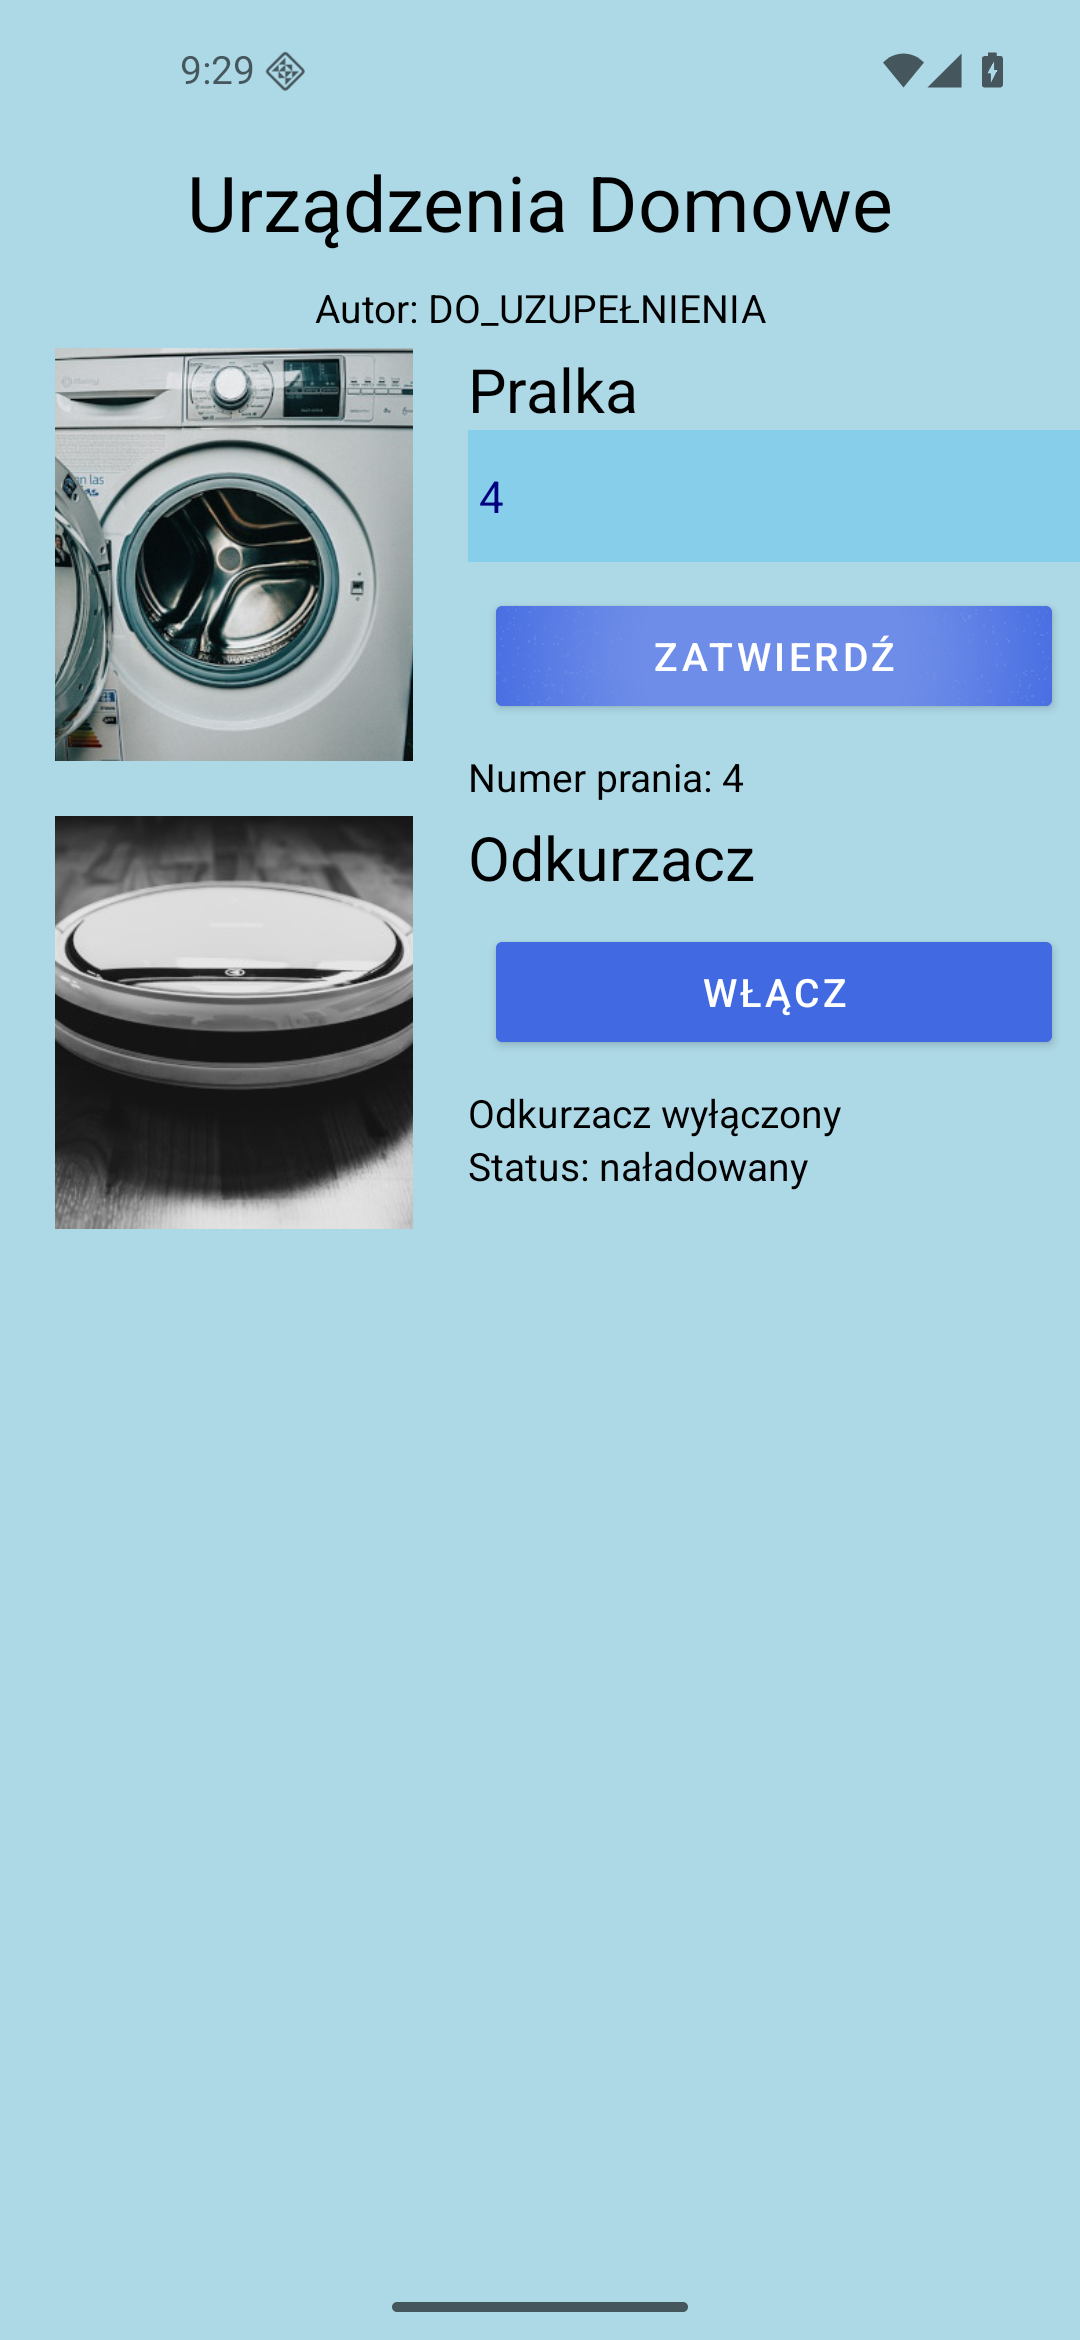 9:29
Urządzenia Domowe
Autor: DO_UZUPEŁNIENIA
Pralka
4
ZATWIERDŹ
Numer prania: 4
Odkurzacz
WŁĄCZ
Odkurzacz wyłączony
Status: naładowany